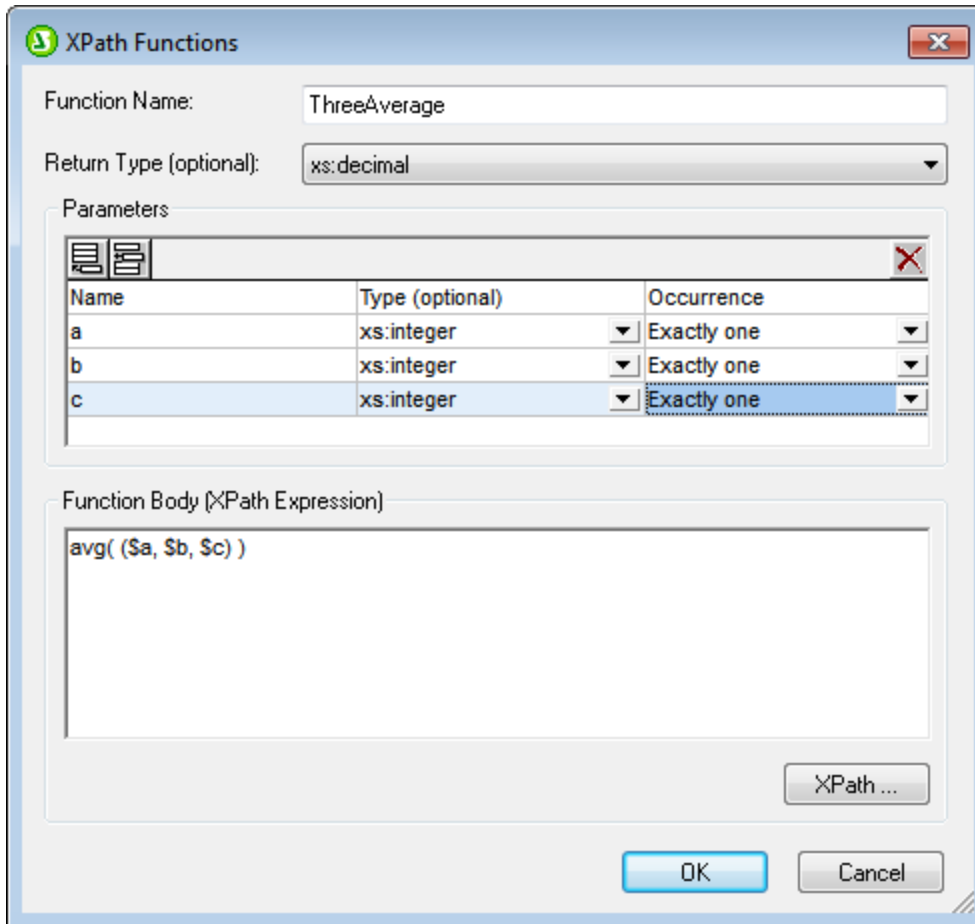 XPath Functions
Function Name: ThreeAverage
Return Type (optional): xs:decimal
Parameters
Name Type (optional) Occurrence
a xs:integer Exactly one
b xs:integer Exactly one
c xs:integer Exactly one
Function Body (XPath Expression)
avg( ($a, $b, $c) )
XPath ...
OK Cancel